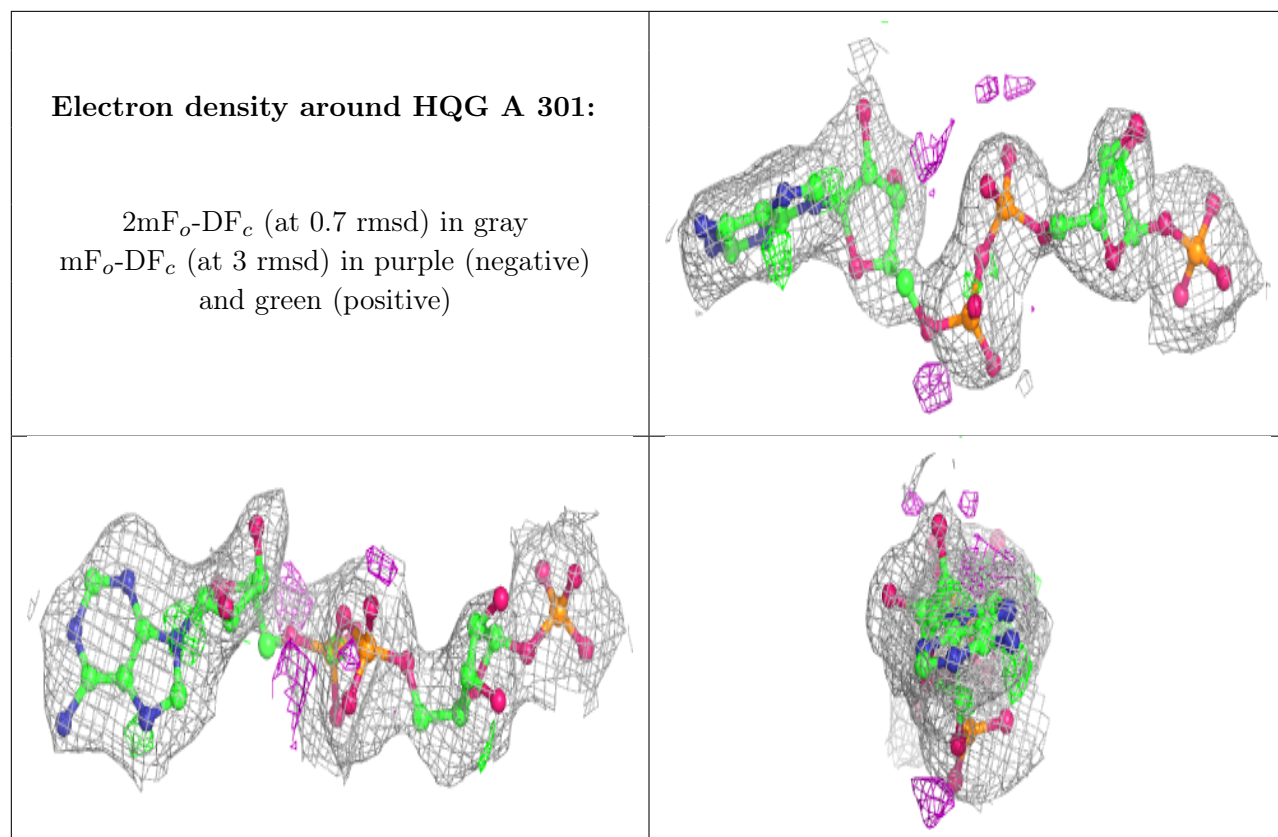 Electron density around HQG A 301:
2mFo-DFc (at 0.7 rmsd) in gray
mFo-DFc (at 3 rmsd) in purple (negative)
and green (positive)